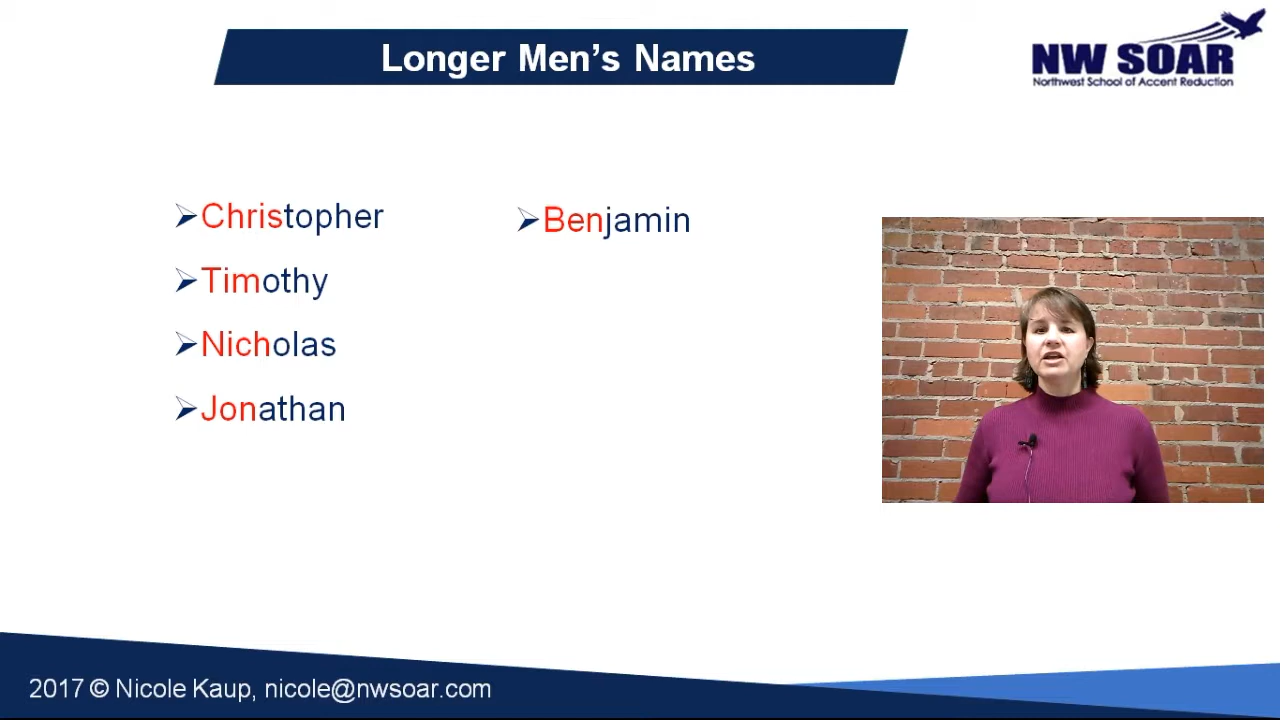 Longer Men's Names
NW SOAR
Northwest School of Accent Reduction
➢Christopher
➢Timothy
➢Nicholas
➢Jonathan
➢Benjamin
2017 © Nicole Kaup, nicole@nwsoar.com